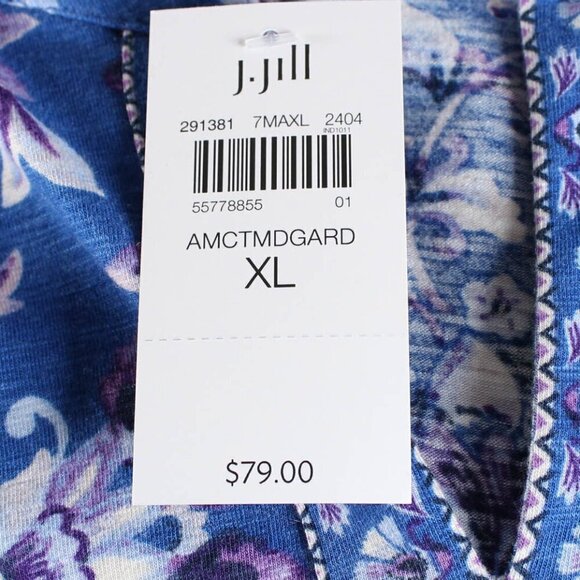 J.Jill
291381 7MAXL 2404
IND1011
55778855 01
AMCTMDGARD
XL
$79.00